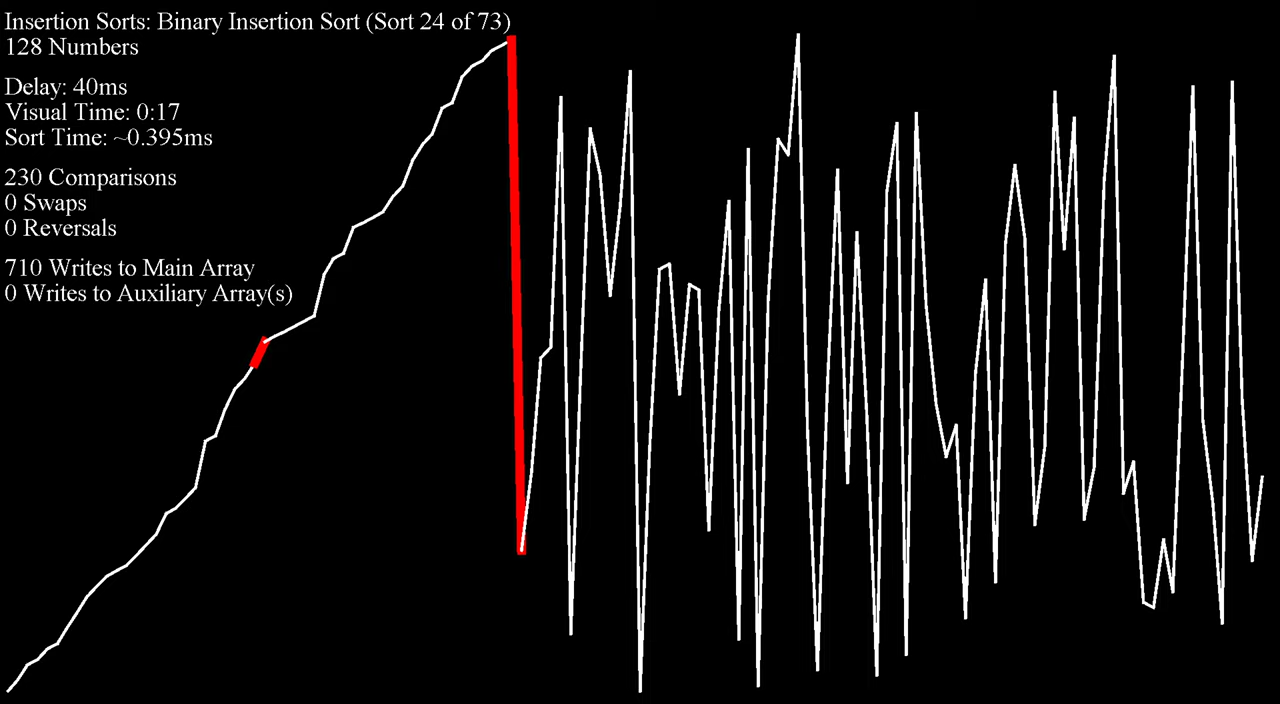 Insertion Sorts: Binary Insertion Sort (Sort 24 of 73)
128 Numbers
Delay: 40ms
Visual Time: 0:17
Sort Time: ~0.395ms
230 Comparisons
0 Swaps
0 Reversals
710 Writes to Main Array
0 Writes to Auxiliary Array(s)